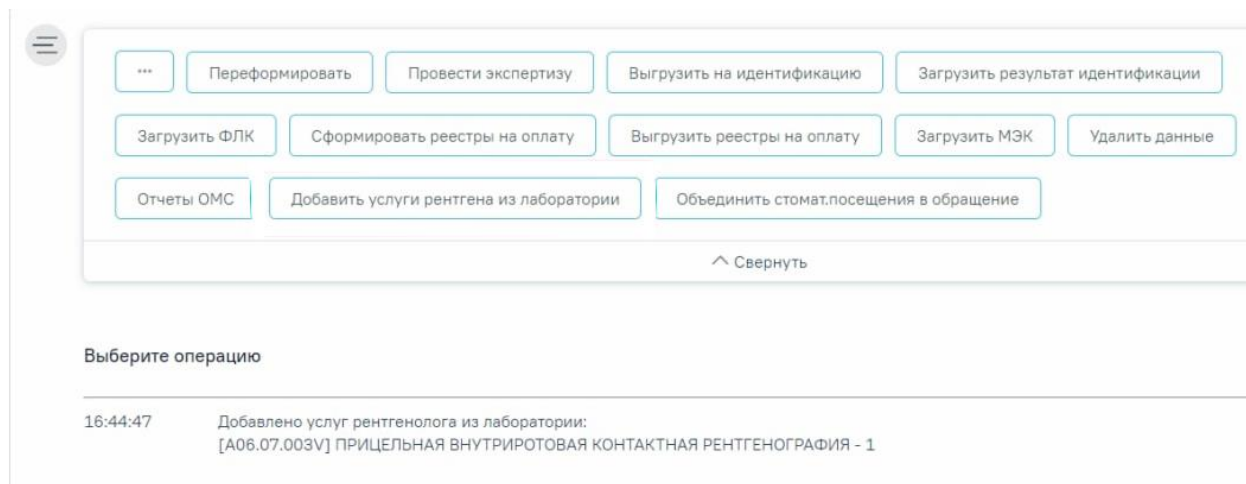 ... Переформировать Провести экспертизу Выгрузить на идентификацию Загрузить результат идентификации
Загрузить ФЛК Сформировать реестры на оплату Выгрузить реестры на оплату Загрузить МЭК Удалить данные
Отчеты ОМС Добавить услуги рентгена из лаборатории Объединить стомат.посещения в обращение
Свернуть
Выберите операцию
16:44:47 Добавлено услуг рентгенолога из лаборатории:
[A06.07.003V] ПРИЦЕЛЬНАЯ ВНУТРИРОТОВАЯ КОНТАКТНАЯ РЕНТГЕНОГРАФИЯ - 1